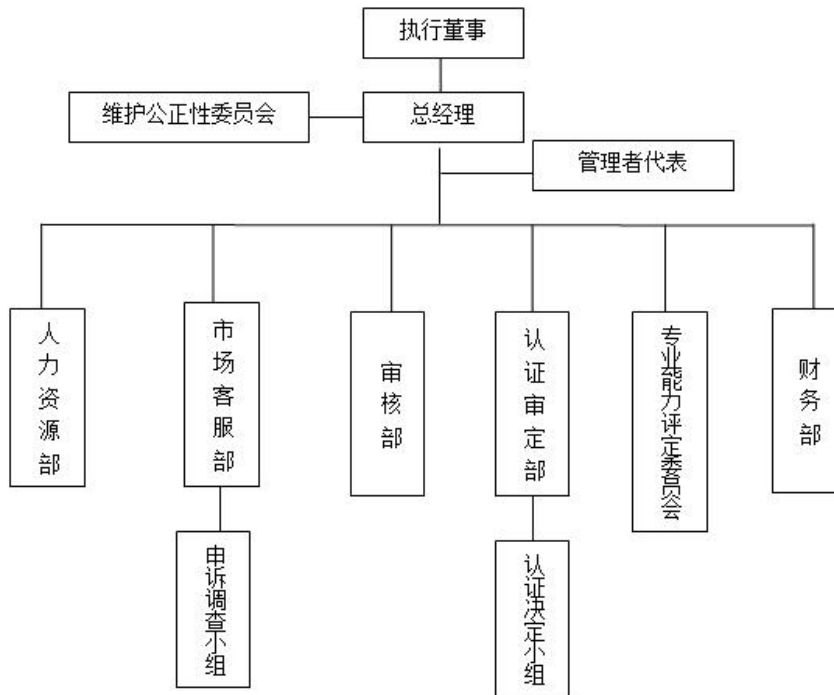 执行董事
维护公正性委员会
总经理
管理者代表
人力资源部
市场客服部
审核部
认证审定部
专业能力评定委员会
财务部
申诉调查小组
认证决定小组